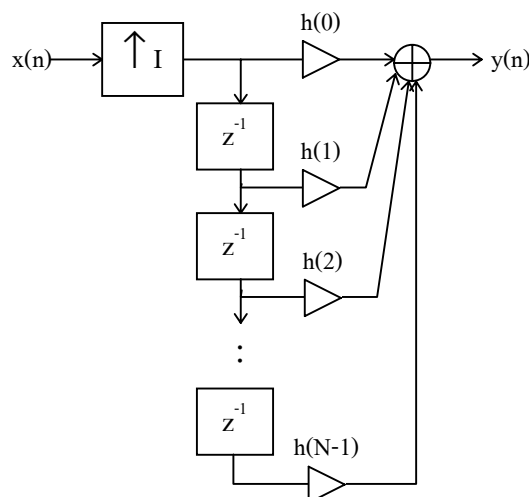 h(0)
x(n)
↑ I
y(n)
z⁻¹
h(1)
z⁻¹
h(2)
:
z⁻¹
h(N-1)